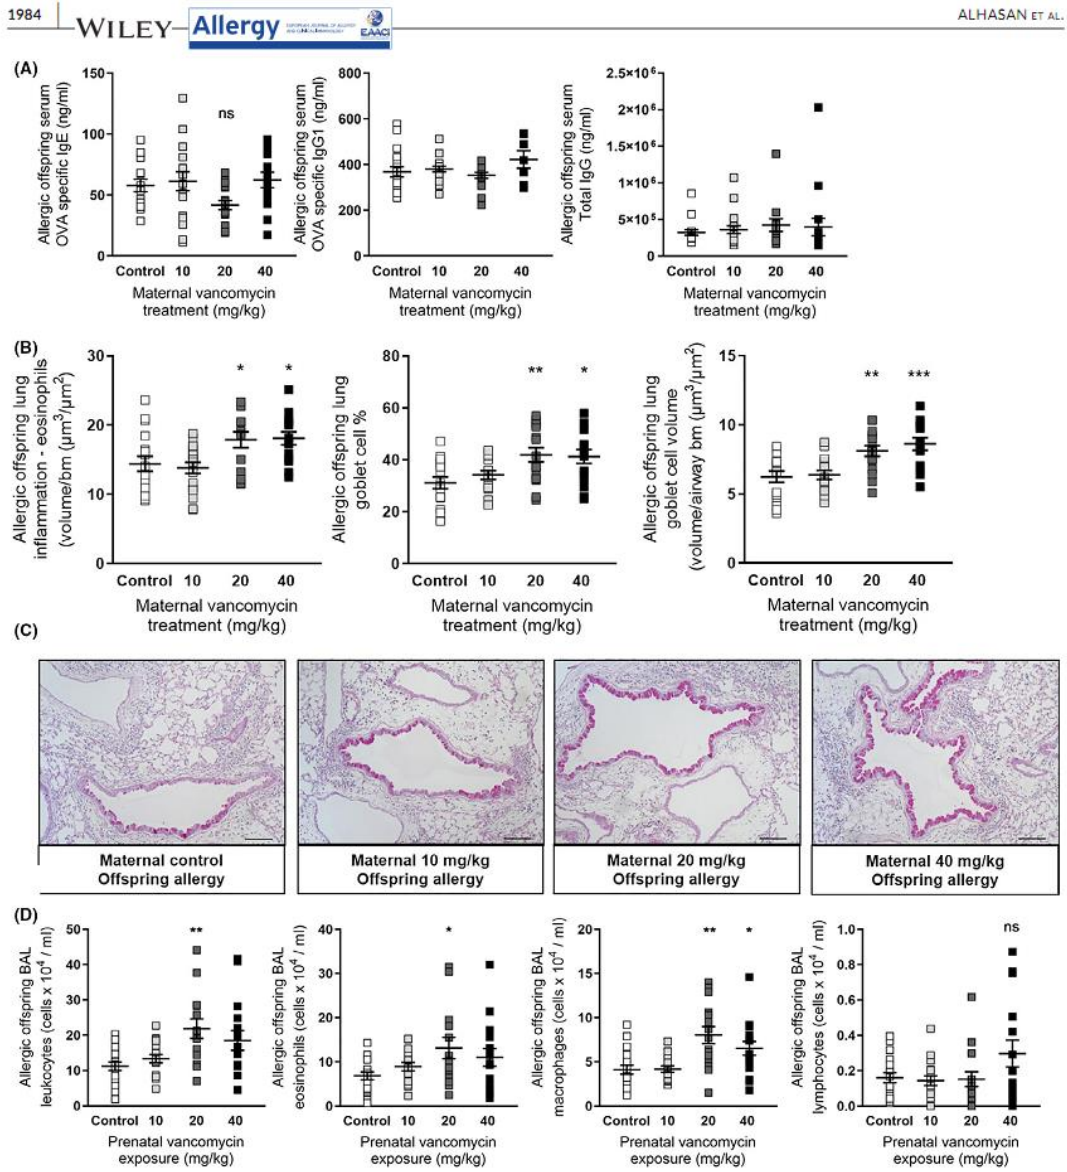 1984
WILEY
Allergy
EUROPEAN JOURNAL OF ALLERGY
AND CLINICAL IMMUNOLOGY
EAACI
ALHASAN ET AL.
(A)
Allergic offspring serum
OVA specific IgE (ng/ml)
150
100
50
0
ns
Control 10 20 40
Maternal vancomycin
treatment (mg/kg)
Allergic offspring serum
OVA specific IgG1 (ng/ml)
800
600
400
200
0
Control 10 20 40
Maternal vancomycin
treatment (mg/kg)
Allergic offspring serum
Total IgG (ng/ml)
2.5×10⁶
2×10⁶
1.5×10⁶
1×10⁶
5×10⁵
0
Control 10 20 40
Maternal vancomycin
treatment (mg/kg)
(B)
Allergic offspring lung
inflammation - eosinophils
(volume/bm (μm³/μm²)
30
20
10
0
* *
Control 10 20 40
Maternal vancomycin
treatment (mg/kg)
Allergic offspring lung
goblet cell %
80
60
40
20
0
** *
Control 10 20 40
Maternal vancomycin
treatment (mg/kg)
Allergic offspring lung
goblet cell volume
(volume/airway bm (μm³/μm²)
15
10
5
0
** ***
Control 10 20 40
Maternal vancomycin
treatment (mg/kg)
(C)
Maternal control
Offspring allergy
Maternal 10 mg/kg
Offspring allergy
Maternal 20 mg/kg
Offspring allergy
Maternal 40 mg/kg
Offspring allergy
(D)
Allergic offspring BAL
leukocytes (cells x 10⁴ / ml)
50
40
30
20
10
0
**
Control 10 20 40
Prenatal vancomycin
exposure (mg/kg)
Allergic offspring BAL
eosinophils (cells x 10⁴ / ml)
40
30
20
10
0
*
Control 10 20 40
Prenatal vancomycin
exposure (mg/kg)
Allergic offspring BAL
macrophages (cells x 10⁴ / ml)
20
15
10
5
0
** *
Control 10 20 40
Prenatal vancomycin
exposure (mg/kg)
Allergic offspring BAL
lymphocytes (cells x 10⁴ / ml)
1.0
0.8
0.6
0.4
0.2
0.0
ns
Control 10 20 40
Prenatal vancomycin
exposure (mg/kg)